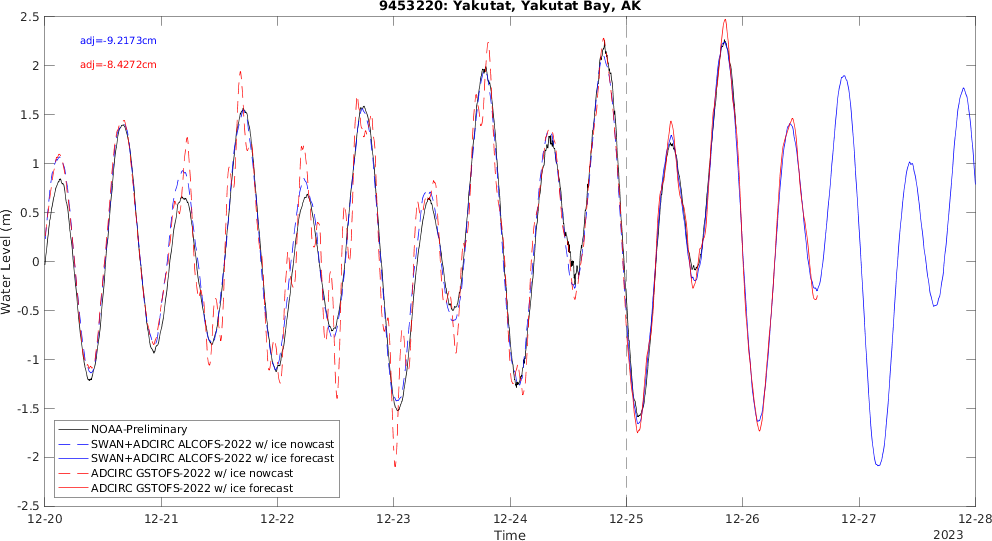 9453220: Yakutat, Yakutat Bay, AK
adj=-9.2173cm
adj=-8.4272cm
Water Level (m)
2.5
2
1.5
1
0.5
0
-0.5
-1
-1.5
-2
-2.5
NOAA-Preliminary
SWAN+ADCIRC ALCOFS-2022 w/ ice nowcast
SWAN+ADCIRC ALCOFS-2022 w/ ice forecast
ADCIRC GSTOFS-2022 w/ ice nowcast
ADCIRC GSTOFS-2022 w/ ice forecast
12-20 12-21 12-22 12-23 12-24 12-25 12-26 12-27 12-28
Time
2023